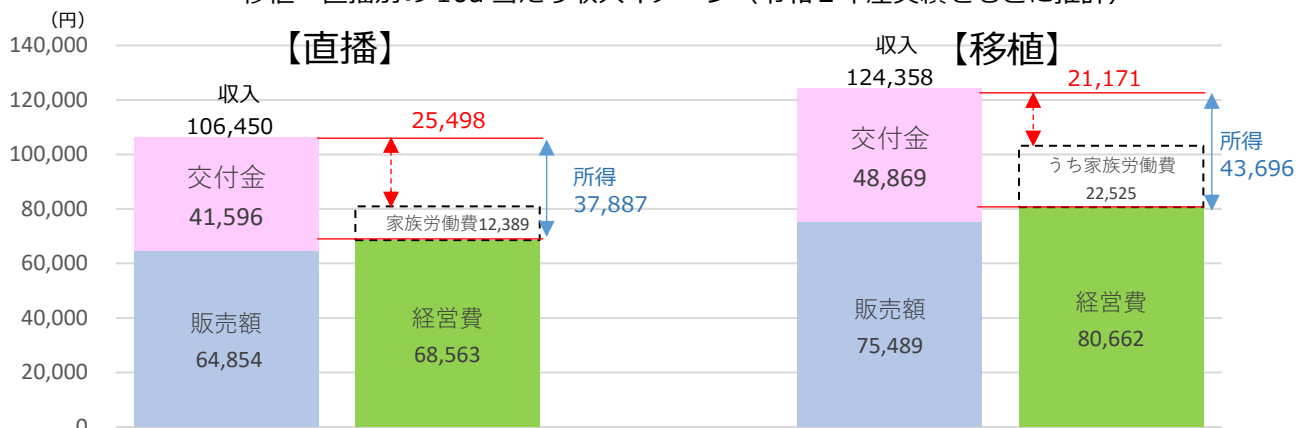 (円)
140,000
120,000
100,000
80,000
60,000
40,000
20,000
0
【直播】
収入
106,450
交付金
41,596
販売額
64,854
25,498
家族労働費12,389
経営費
68,563
所得
37,887
【移植】
収入
124,358
交付金
48,869
販売額
75,489
21,171
うち家族労働費
22,525
経営費
80,662
所得
43,696